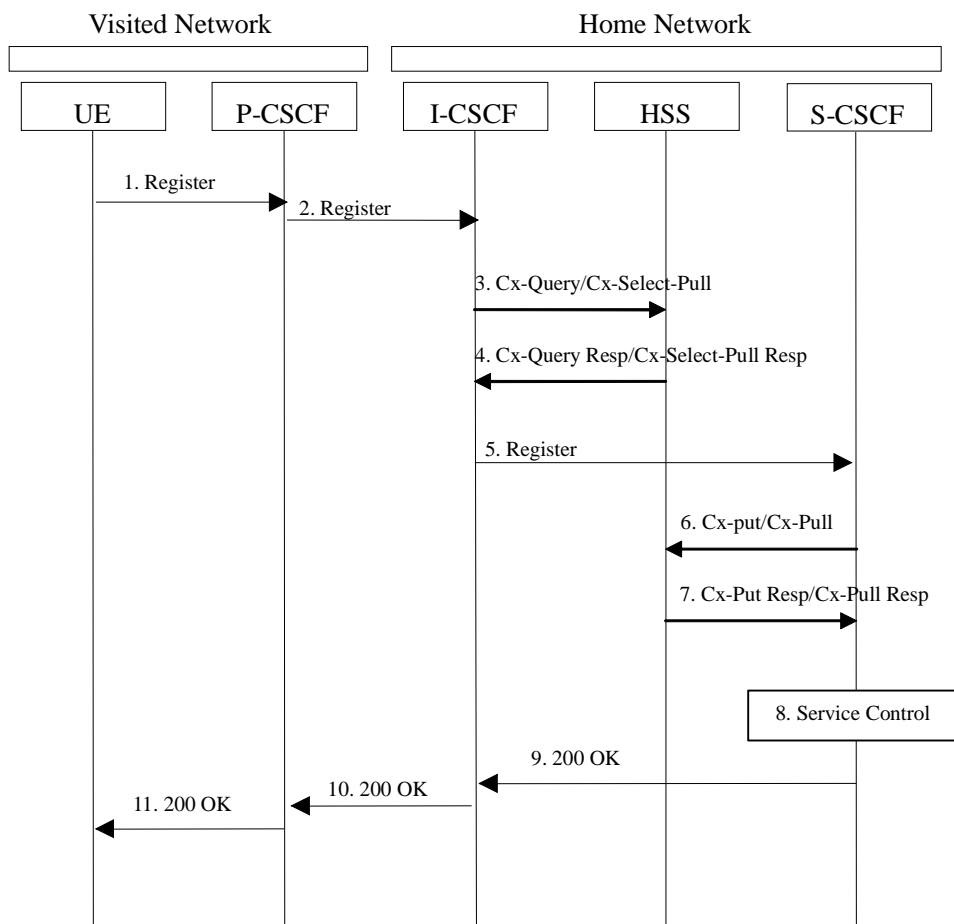 Visited Network
Home Network
UE
P-CSCF
I-CSCF
HSS
S-CSCF
1. Register
2. Register
3. Cx-Query/Cx-Select-Pull
4. Cx-Query Resp/Cx-Select-Pull Resp
5. Register
6. Cx-put/Cx-Pull
7. Cx-Put Resp/Cx-Pull Resp
8. Service Control
9. 200 OK
10. 200 OK
11. 200 OK